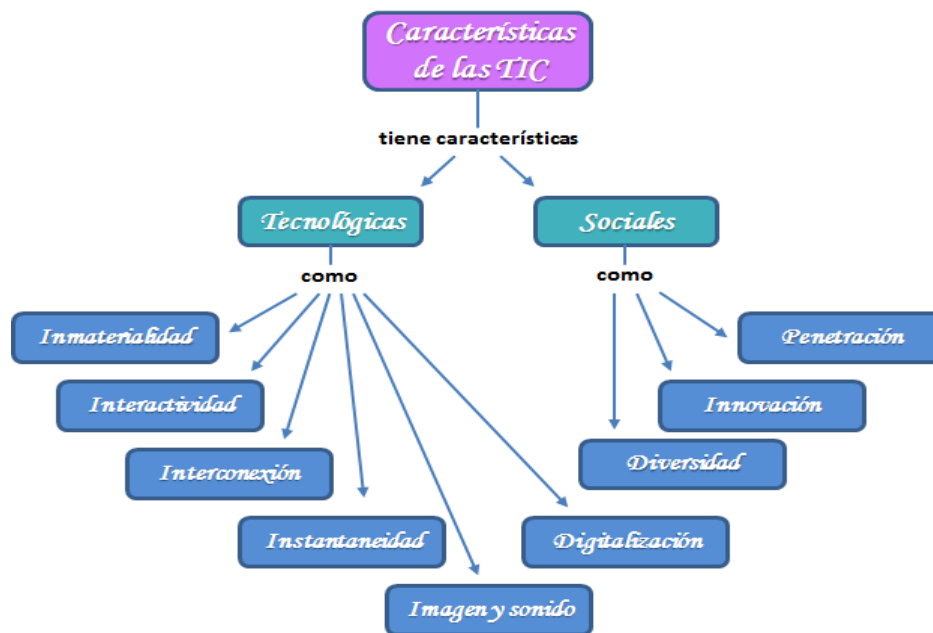 Características
de las TIC
tiene características
Tecnológicas
Sociales
como
como
Inmaterialidad
Penetración
Interactividad
Innovación
Interconexión
Diversidad
Instantaneidad
Digitalización
Imagen y sonido